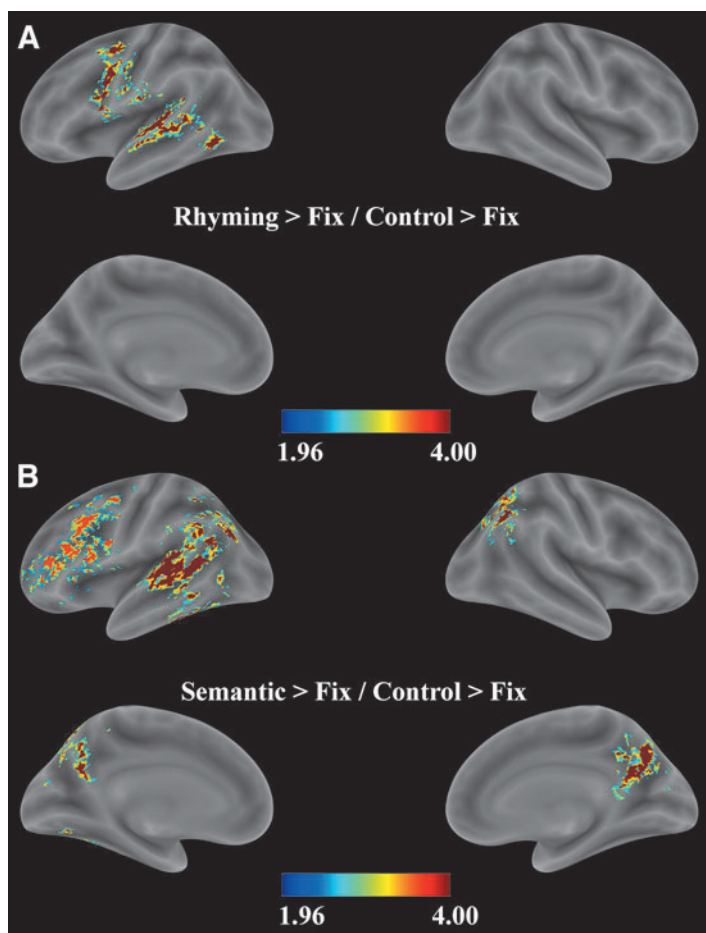 A
Rhyming > Fix / Control > Fix
1.96 4.00
B
Semantic > Fix / Control > Fix
1.96 4.00